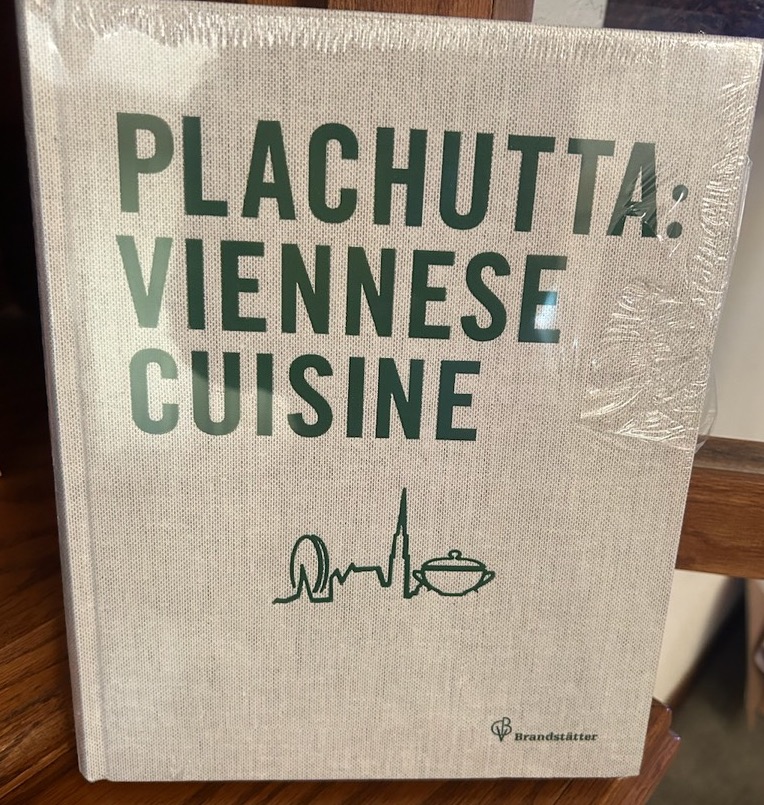 PLACHUTTA:
VIENNESE
CUISINE
Brandstätter